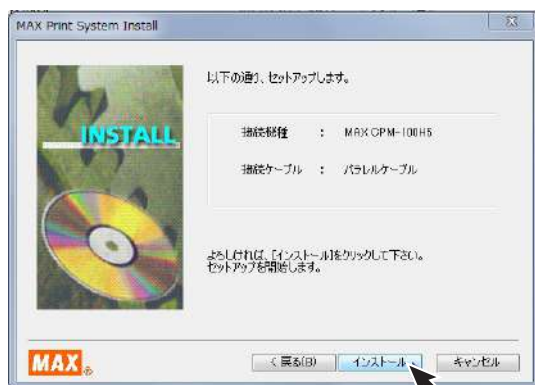 MAX Print System Install
以下の通り、セットアップします。
INSTALL
接続機種 : MAX CPM-100H5
接続ケーブル : パラレルケーブル
よろしければ、[インストール]をクリックして下さい。
セットアップを開始します。
MAX ®
< 戻る(B) インストール キャンセル